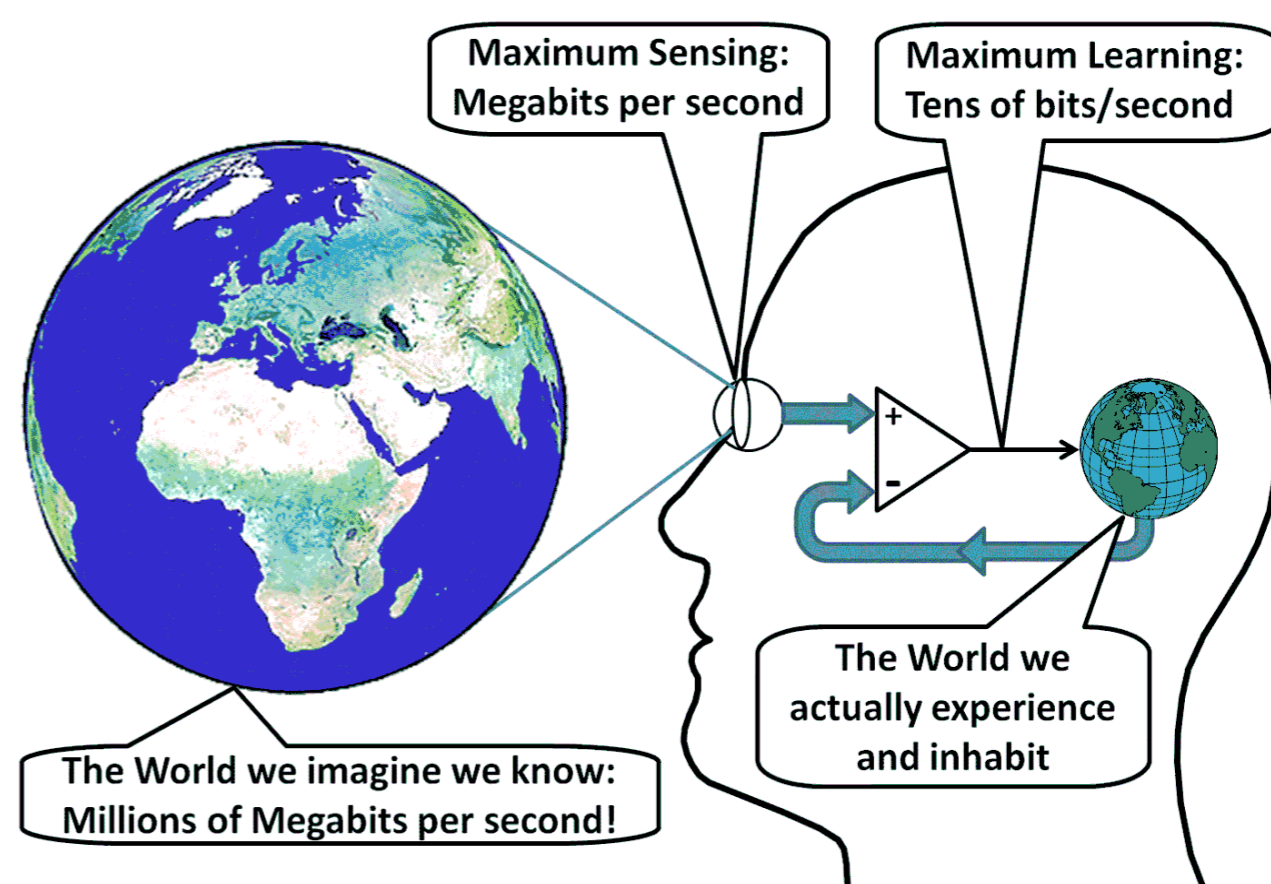 Maximum Sensing:
Megabits per second
Maximum Learning:
Tens of bits/second
+
-
The World we
actually experience
and inhabit
The World we imagine we know:
Millions of Megabits per second!